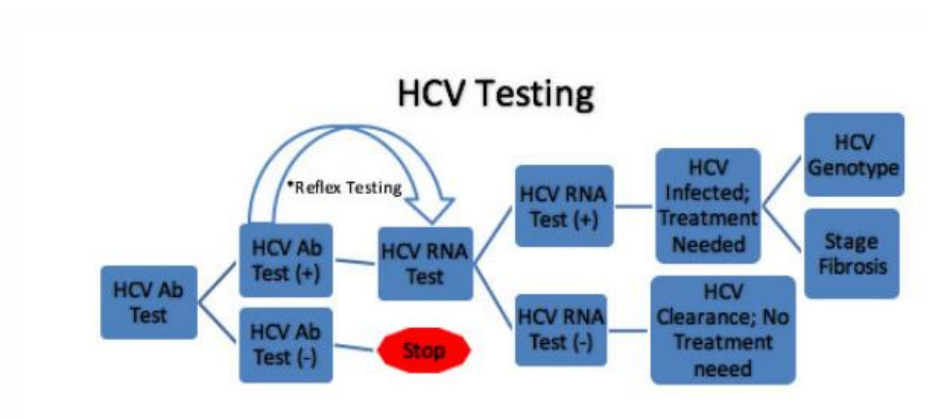 HCV Testing
*Reflex Testing
HCV Ab
Test
HCV Ab
Test (+)
HCV Ab
Test (-)
HCV RNA
Test
Stop
HCV RNA
Test (+)
HCV RNA
Test (-)
HCV
Infected;
Treatment
Needed
HCV
Clearance; No
Treatment
neeed
HCV
Genotype
Stage
Fibrosis